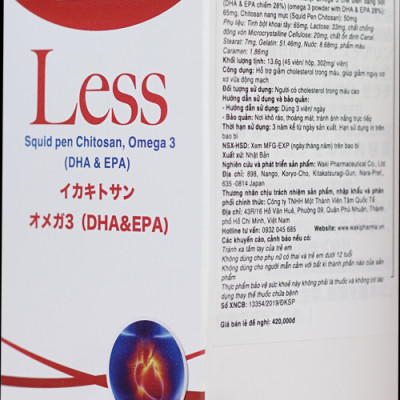 Less
Squid pen Chitosan, Omega 3
(DHA & EPA)
イカキトサン
オメガ3 (DHA&EPA)
(DHA & EPA chiếm 28%) (omega 3 powder with DHA & EPA 28%):
65mg, Chitosan nang mực (Squid Pen Chitosan): 50mg
Phụ liệu: Tinh bột khoai tây: 65mg, Lactose: 33mg, chất chống
đông vón Microcrystalline Cellulose: 20mg, chất ổn định Canxi
Stearat: 7mg, Gelatin: 51.46mg, Nước: 8.68mg, phẩm màu
Caramen: 1.86mg
Khối lượng tịnh: 13.6g (45 viên/ hộp, 302mg/ viên)
Công dụng: Hỗ trợ giảm cholesterol trong máu, giúp giảm nguy cơ
xơ vữa động mạch
Đối tượng sử dụng: Người có cholesterol trong máu cao
Hướng dẫn sử dụng và bảo quản:
- Hướng dẫn sử dụng: Dùng 3 viên/ ngày
- Bảo quản: Nơi khô ráo, thoáng mát, tránh ánh nắng trực tiếp
Thời hạn sử dụng: 3 năm kể từ ngày sản xuất. Hạn sử dụng in trên
bao bì
NSX-HSD: Xem MFG-EXP (ngày/tháng/năm) trên bao bì
Xuất xứ: Nhật Bản
Nghiên cứu và phát triển sản phẩm: Waki Pharmaceutical Co., Ltd
Địa chỉ: 898, Nango, Koryo-Cho, Kitakatsuragi-Gun, Nara-Pref.,
635 -0814 Japan
Thương nhân chịu trách nhiệm sản phẩm, nhập khẩu và phân
phối chính thức: Công ty TNHH Một Thành Viên Tâm Quốc Tế
Địa chỉ: 43R/16 Hồ Văn Huê, Phường 09, Quận Phú Nhuận, Thành
phố Hồ Chí Minh, Việt Nam
Hotline tư vấn: 0932 045 685 Website: www.wakipharma.vn
Các khuyến cáo, cảnh báo nếu có:
Tránh xa tầm tay của trẻ em
Không dùng cho phụ nữ có thai và trẻ em dưới 12 tuổi
Không dùng cho người mẫn cảm với bất kì thành phần nào của sản
phẩm
Thực phẩm bảo vệ sức khoẻ này không phải là thuốc và không có tác
dụng thay thế thuốc chữa bệnh
Số XNCB: 13354/2019/ĐKSP
Giá bán lẻ đề nghị: 420,000đ